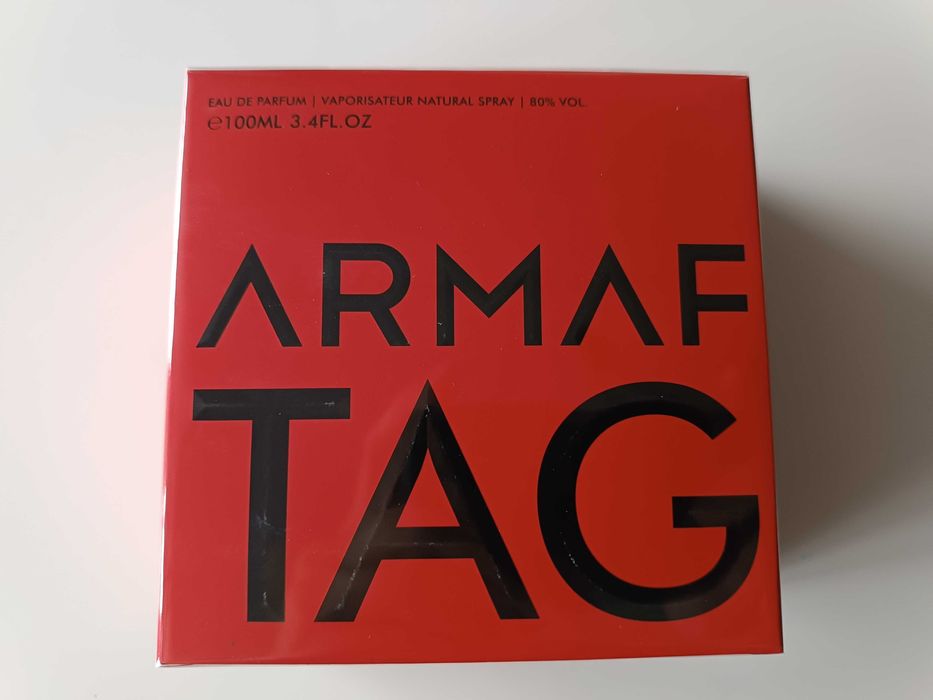 EAU DE PARFUM | VAPORISATEUR NATURAL SPRAY | 80% VOL.
℮100ML 3.4FL.OZ
ARMAF
TAG